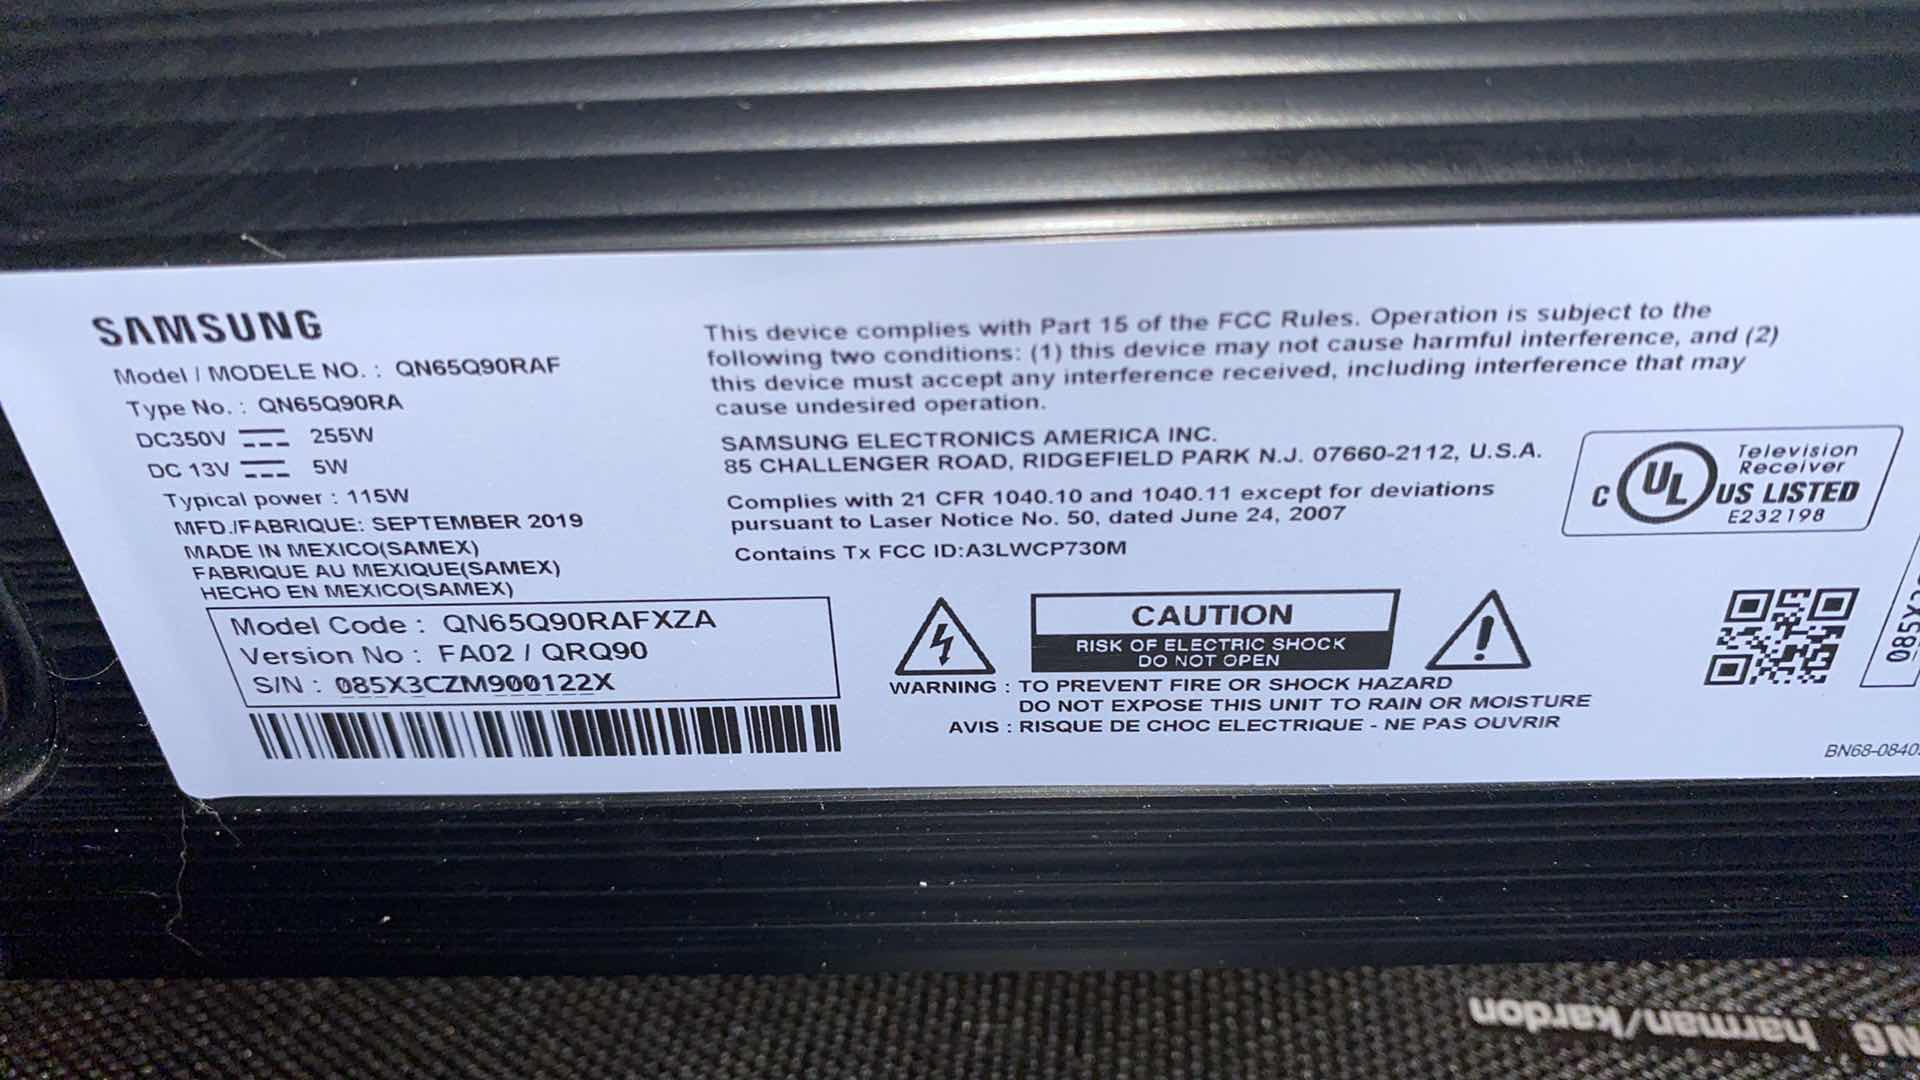 SAMSUNG
Model / MODELE NO. : QN65Q90RAF
Type No. : QN65Q90RA
DC350V 255W
DC 13V 5W
Typical power : 115W
MFD./FABRIQUE: SEPTEMBER 2019
MADE IN MEXICO(SAMEX)
FABRIQUE AU MEXIQUE(SAMEX)
HECHO EN MEXICO(SAMEX)
Model Code : QN65Q90RAFXZA
Version No : FA02 / QRQ90
S/N : 085X3CZM900122X
This device complies with Part 15 of the FCC Rules. Operation is subject to the
following two conditions: (1) this device may not cause harmful interference, and (2)
this device must accept any interference received, including interference that may
cause undesired operation.
SAMSUNG ELECTRONICS AMERICA INC.
85 CHALLENGER ROAD, RIDGEFIELD PARK N.J. 07660-2112, U.S.A.
Complies with 21 CFR 1040.10 and 1040.11 except for deviations
pursuant to Laser Notice No. 50, dated June 24, 2007
Contains Tx FCC ID:A3LWCP730M
C UL US LISTED
Television
Receiver
E232198
CAUTION
RISK OF ELECTRIC SHOCK
DO NOT OPEN
WARNING : TO PREVENT FIRE OR SHOCK HAZARD
DO NOT EXPOSE THIS UNIT TO RAIN OR MOISTURE
AVIS : RISQUE DE CHOC ELECTRIQUE - NE PAS OUVRIR
085X
BN68-0840
NG harman/kardon